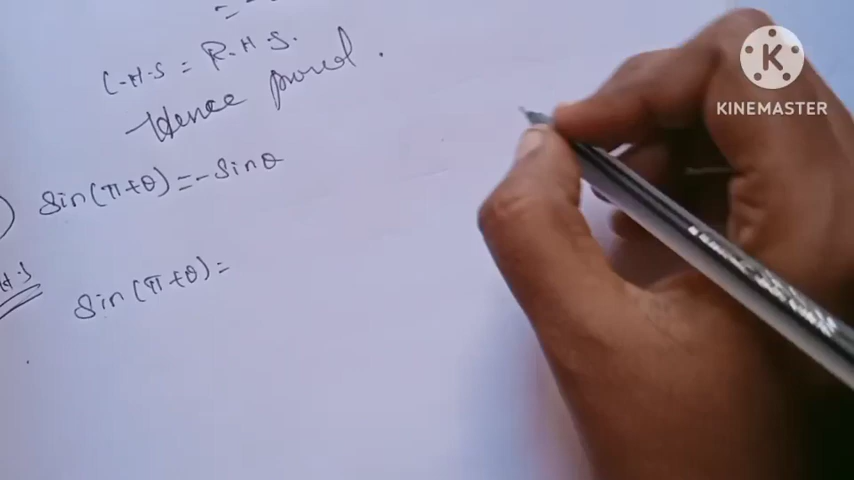 L.H.S = R.H.S.
Hence proved.
Sin(π+θ)=-Sinθ
H.S
Sin(π+θ)=
K
KINEMASTER